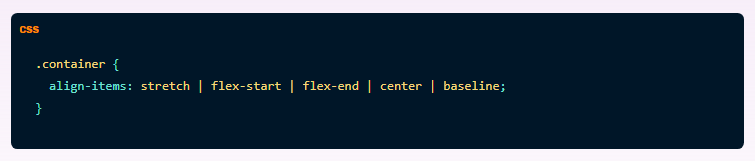 css
.container {
align-items: stretch | flex-start | flex-end | center | baseline;
}